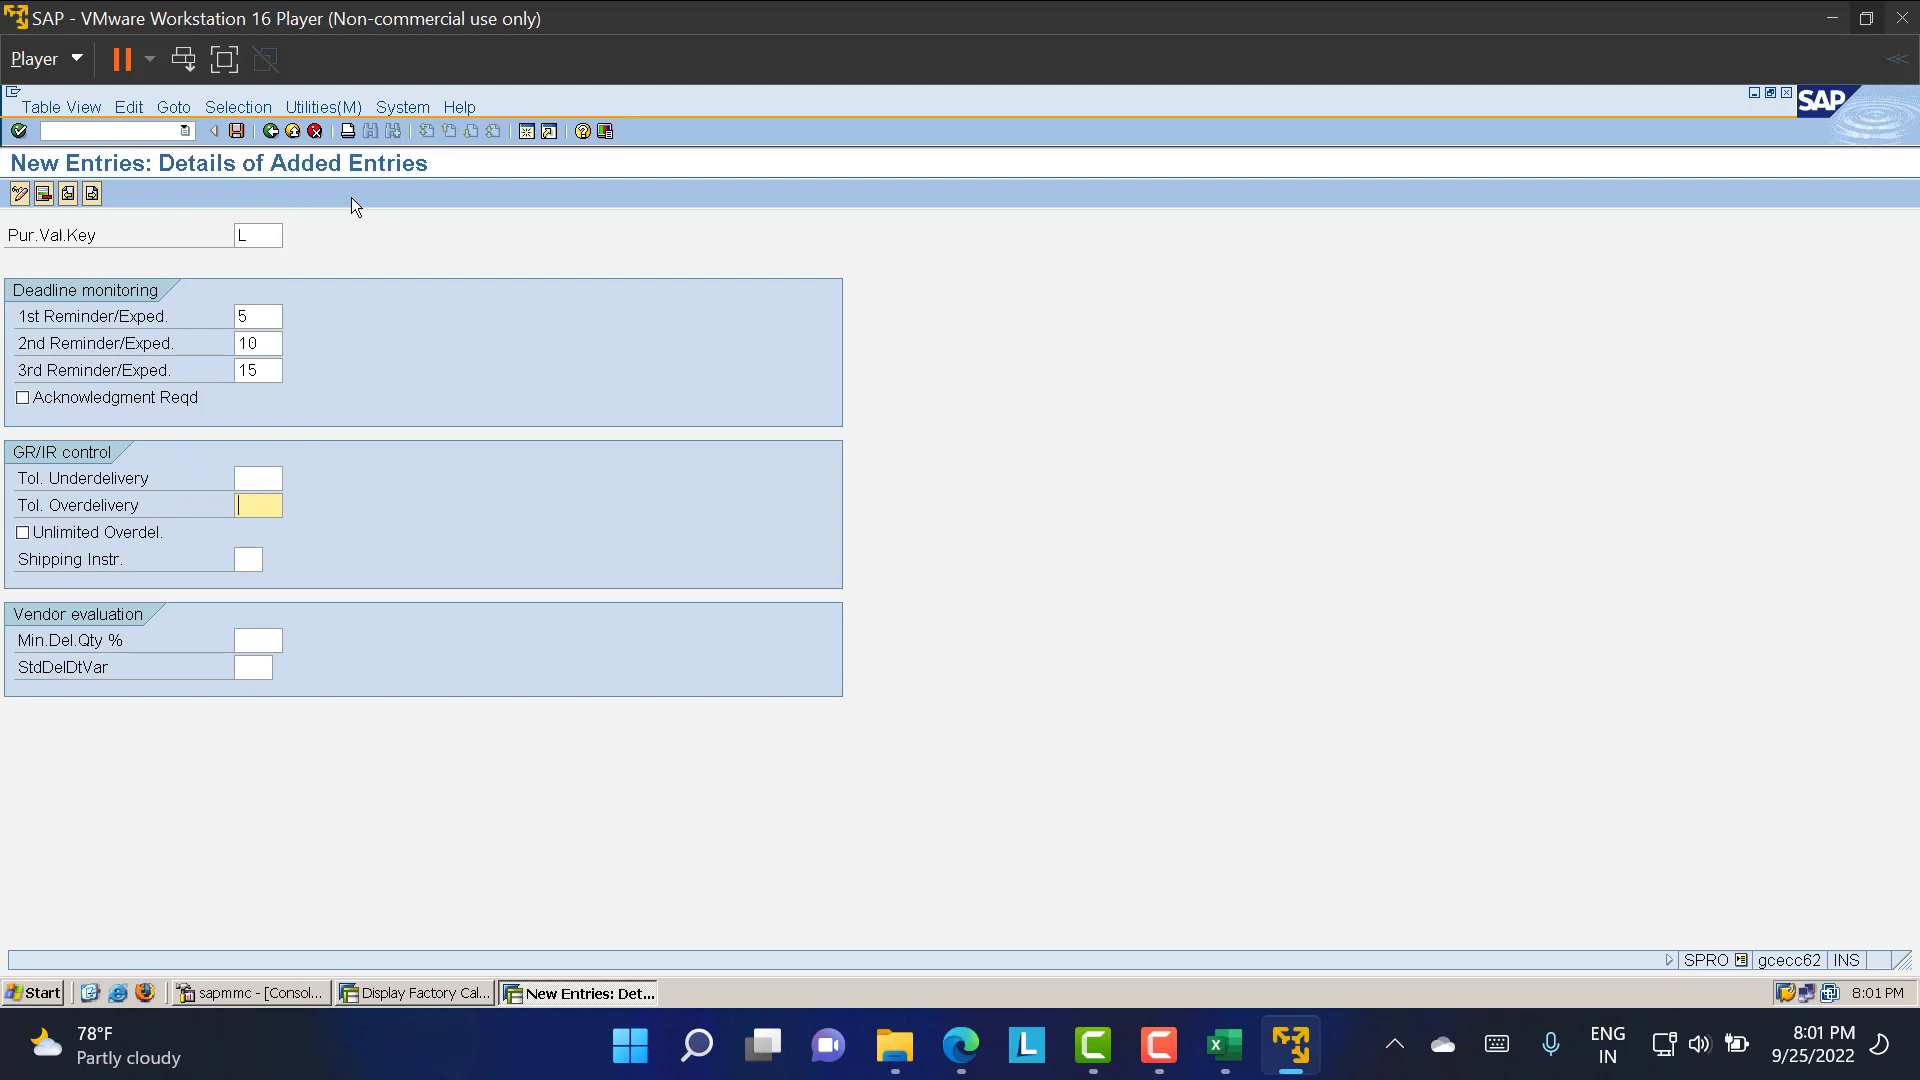 SAP - VMware Workstation 16 Player (Non-commercial use only)
Player
Table View Edit Goto Selection Utilities(M) System Help
SAP
New Entries: Details of Added Entries
Pur.Val.Key L
Deadline monitoring
1st Reminder/Exped. 5
2nd Reminder/Exped. 10
3rd Reminder/Exped. 15
Acknowledgment Reqd
GR/IR control
Tol. Underdelivery
Tol. Overdelivery
Unlimited Overdel.
Shipping Instr.
Vendor evaluation
Min.Del.Qty %
StdDelDtVar
SPRO gcecc62 INS
Start sapmmc - [Consol... Display Factory Cal... New Entries: Det... 8:01 PM
78°F
Partly cloudy
ENG
IN
8:01 PM
9/25/2022